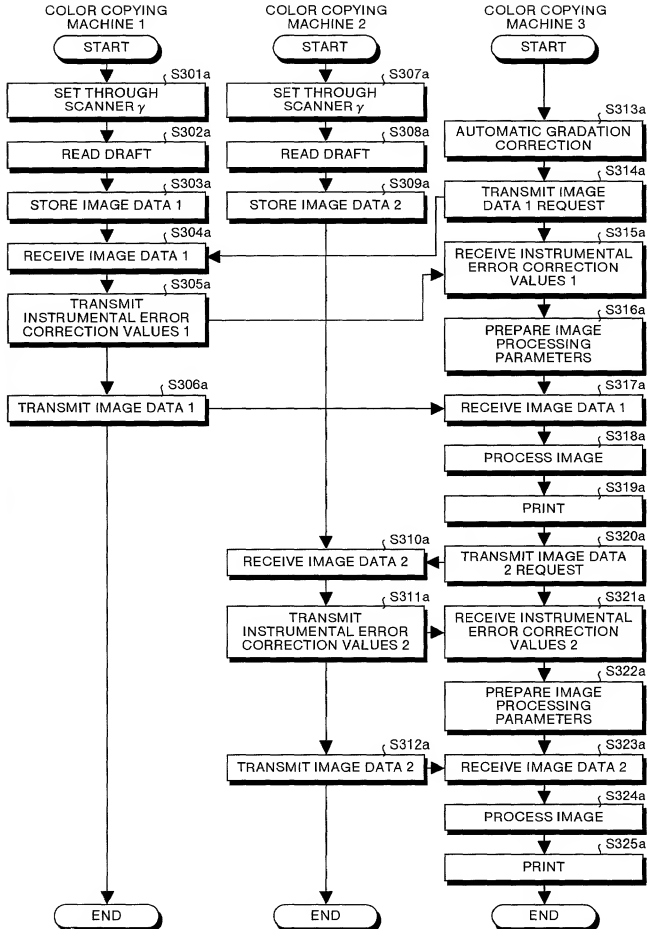 COLOR COPYING
MACHINE 1
START
S301a
SET THROUGH
SCANNER γ
S302a
READ DRAFT
S303a
STORE IMAGE DATA 1
S304a
RECEIVE IMAGE DATA 1
S305a
TRANSMIT
INSTRUMENTAL ERROR
CORRECTION VALUES 1
S306a
TRANSMIT IMAGE DATA 1
END
COLOR COPYING
MACHINE 2
START
S307a
SET THROUGH
SCANNER γ
S308a
READ DRAFT
S309a
STORE IMAGE DATA 2
S310a
RECEIVE IMAGE DATA 2
S311a
TRANSMIT
INSTRUMENTAL ERROR
CORRECTION VALUES 2
S312a
TRANSMIT IMAGE DATA 2
END
COLOR COPYING
MACHINE 3
START
S313a
AUTOMATIC GRADATION
CORRECTION
S314a
TRANSMIT IMAGE
DATA 1 REQUEST
S315a
RECEIVE INSTRUMENTAL
ERROR CORRECTION
VALUES 1
S316a
PREPARE IMAGE
PROCESSING
PARAMETERS
S317a
RECEIVE IMAGE DATA 1
S318a
PROCESS IMAGE
S319a
PRINT
S320a
TRANSMIT IMAGE DATA
2 REQUEST
S321a
RECEIVE INSTRUMENTAL
ERROR CORRECTION
VALUES 2
S322a
PREPARE IMAGE
PROCESSING
PARAMETERS
S323a
RECEIVE IMAGE DATA 2
S324a
PROCESS IMAGE
S325a
PRINT
END